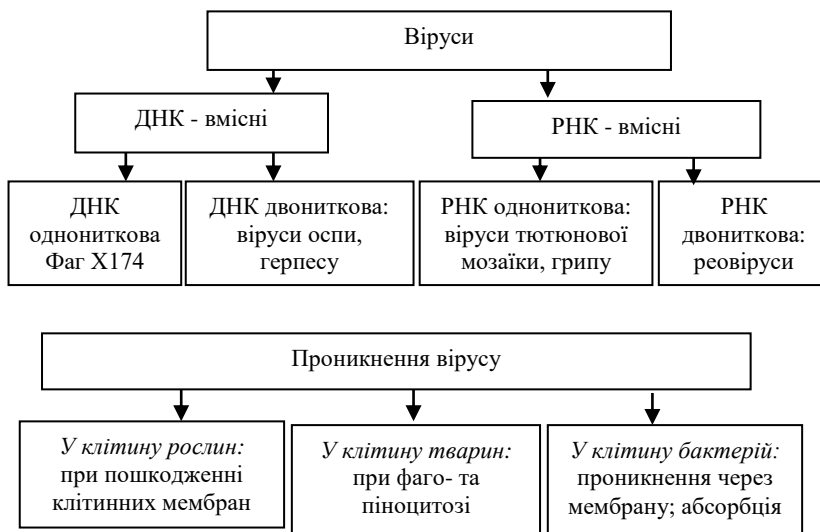 Віруси
ДНК - вмісні
РНК - вмісні
ДНК
однониткова
Фаг Х174
ДНК двониткова:
віруси оспи,
герпесу
РНК однониткова:
віруси тютюнової
мозаїки, грипу
РНК
двониткова:
реовіруси
Проникнення вірусу
У клітину рослин:
при пошкодженні
клітинних мембран
У клітину тварин:
при фаго- та
піноцитозі
У клітину бактерій:
проникнення через
мембрану; абсорбція